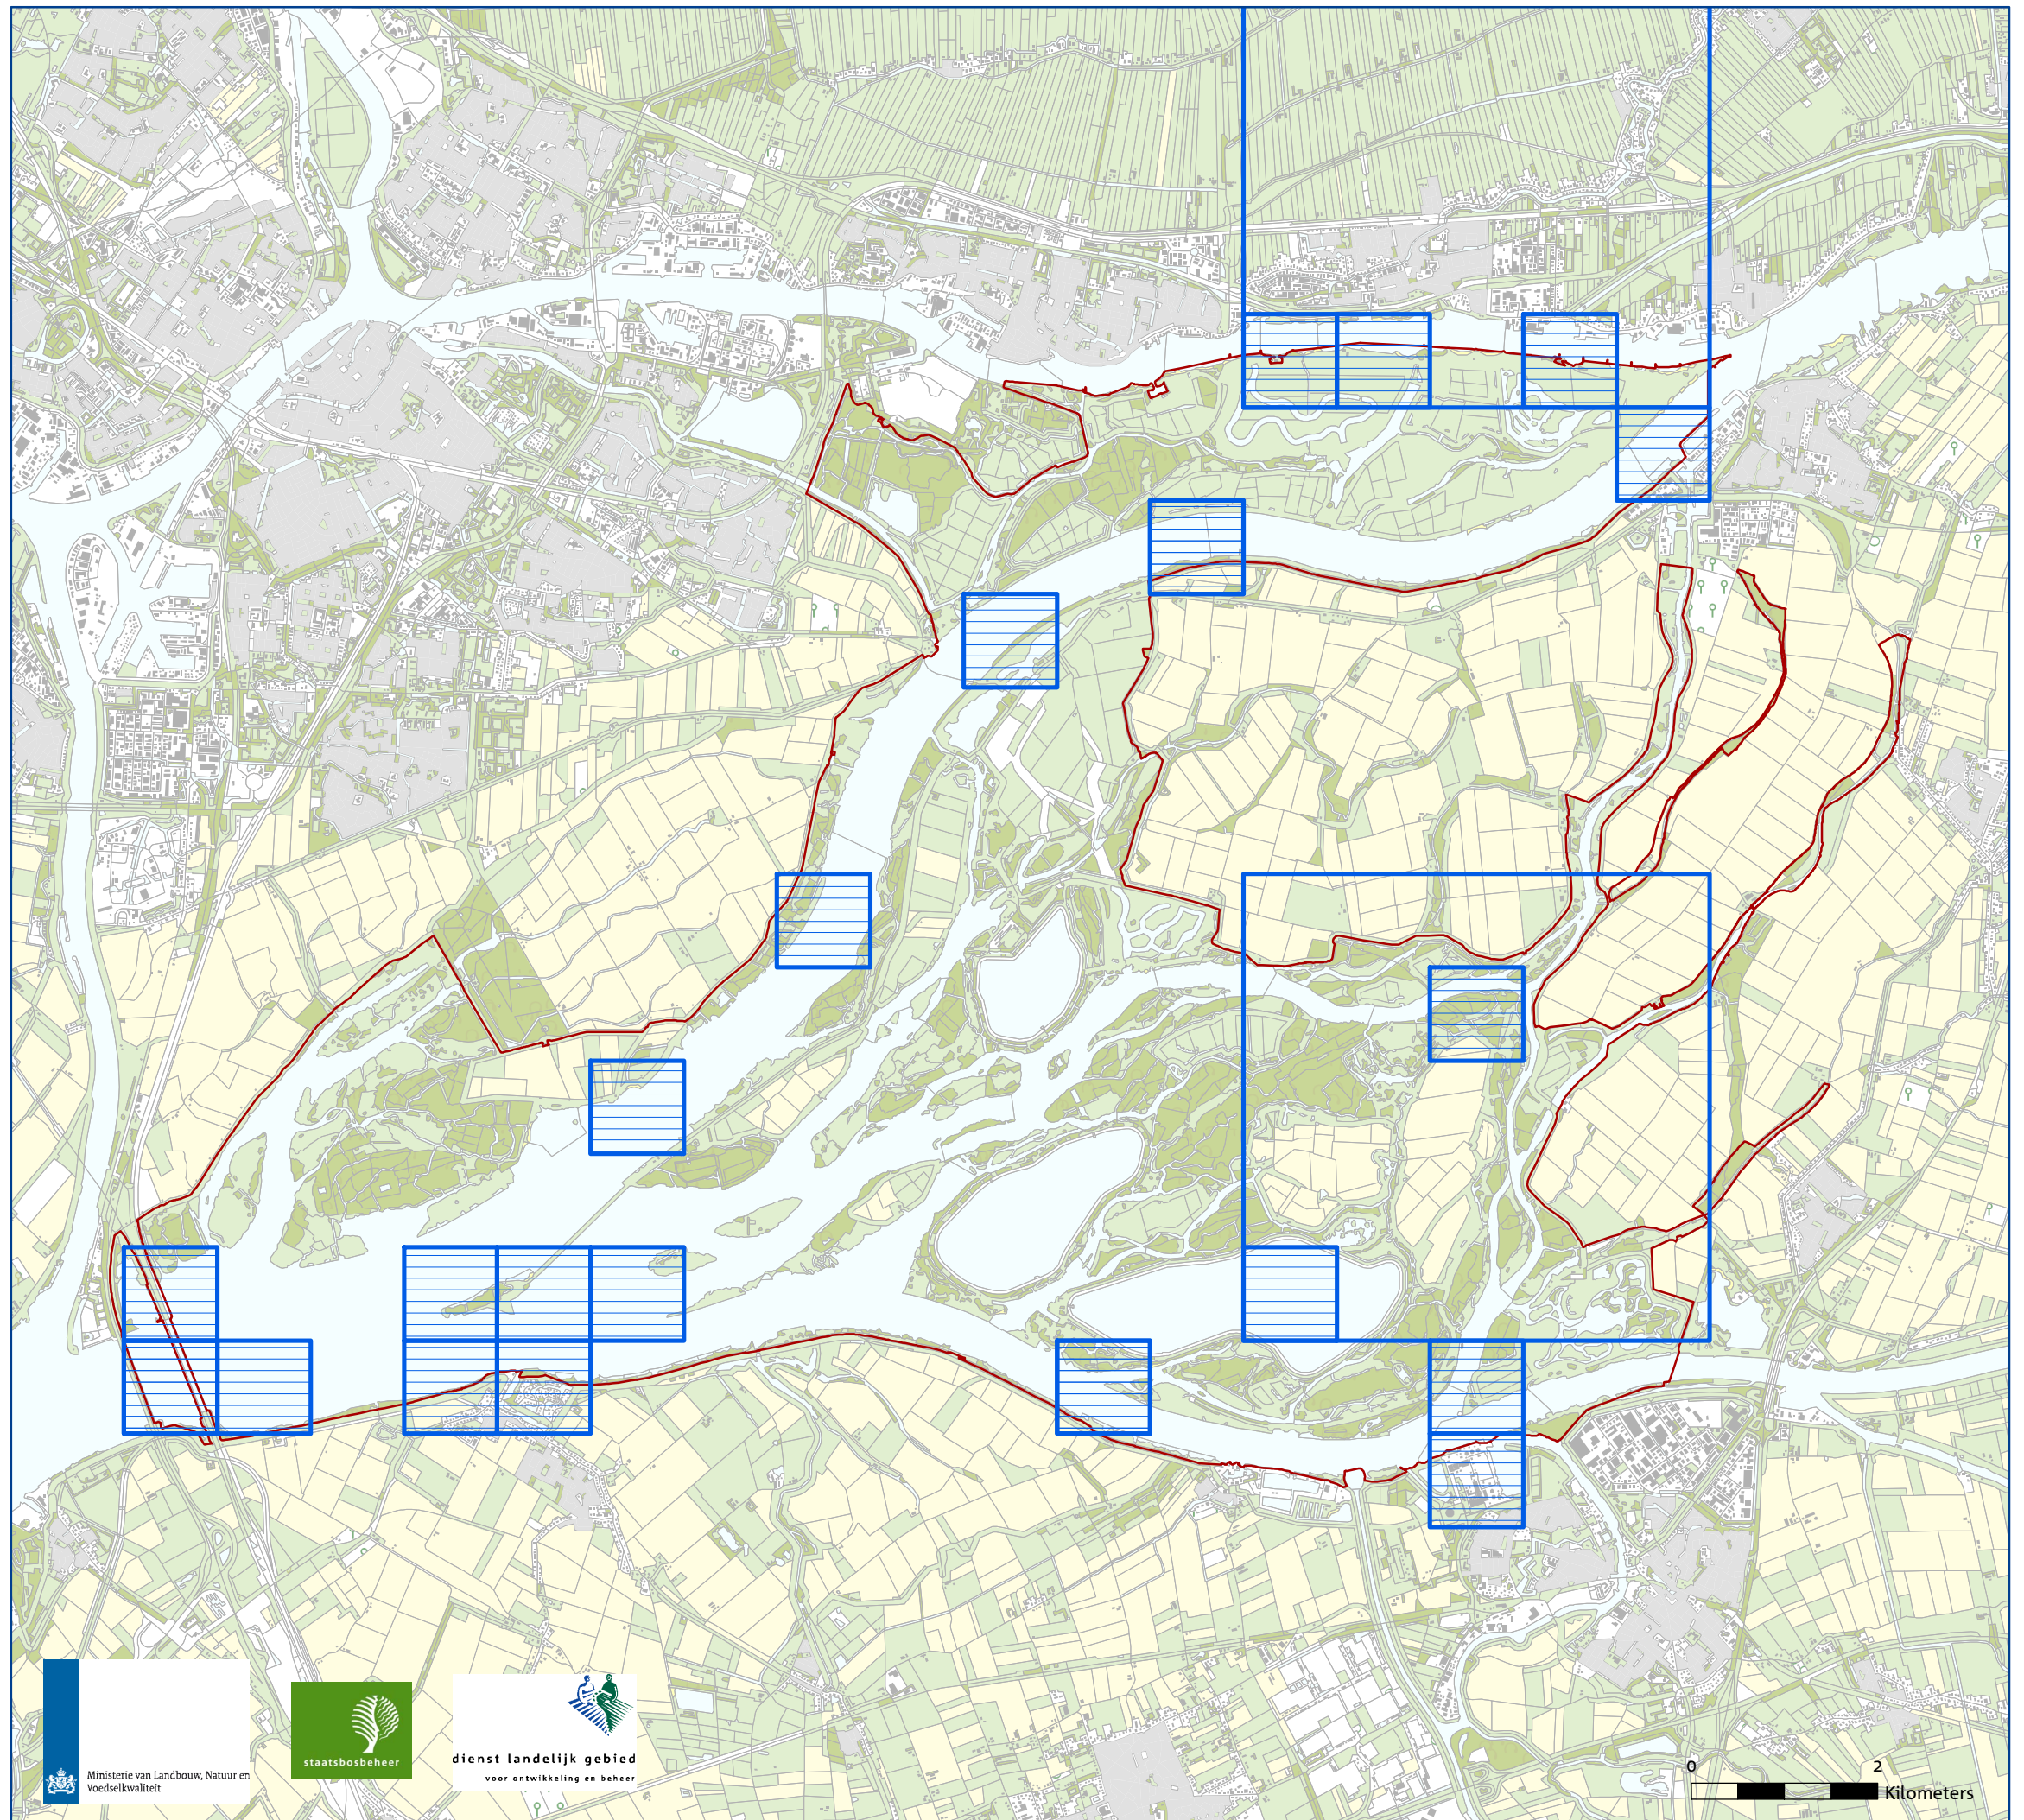 Ministerie van Landbouw, Natuur en
Voedselkwaliteit
staatsbosbeheer
dienst landelijk gebied
voor ontwikkeling en beheer
0 2
Kilometers